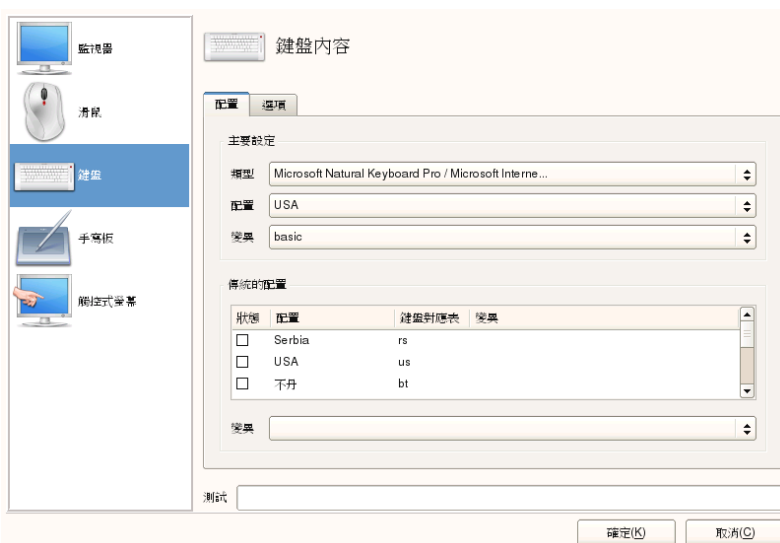 監視器
滑鼠
鍵盤
手寫板
觸控式螢幕
鍵盤內容
配置 選項
主要設定
類型 Microsoft Natural Keyboard Pro / Microsoft Interne...
配置 USA
變異 basic
傳統的配置
狀態 配置 鍵盤對應表 變異
Serbia rs
USA us
不丹 bt
變異
測試
確定(K) 取消(C)